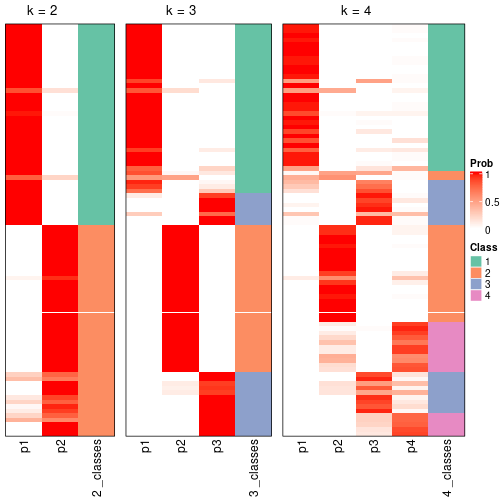 k = 2
k = 3
k = 4
Prob
1
0.5
0
Class
1
2
3
4
p1
p2
2_classes
p1
p2
p3
3_classes
p1
p2
p3
p4
4_classes